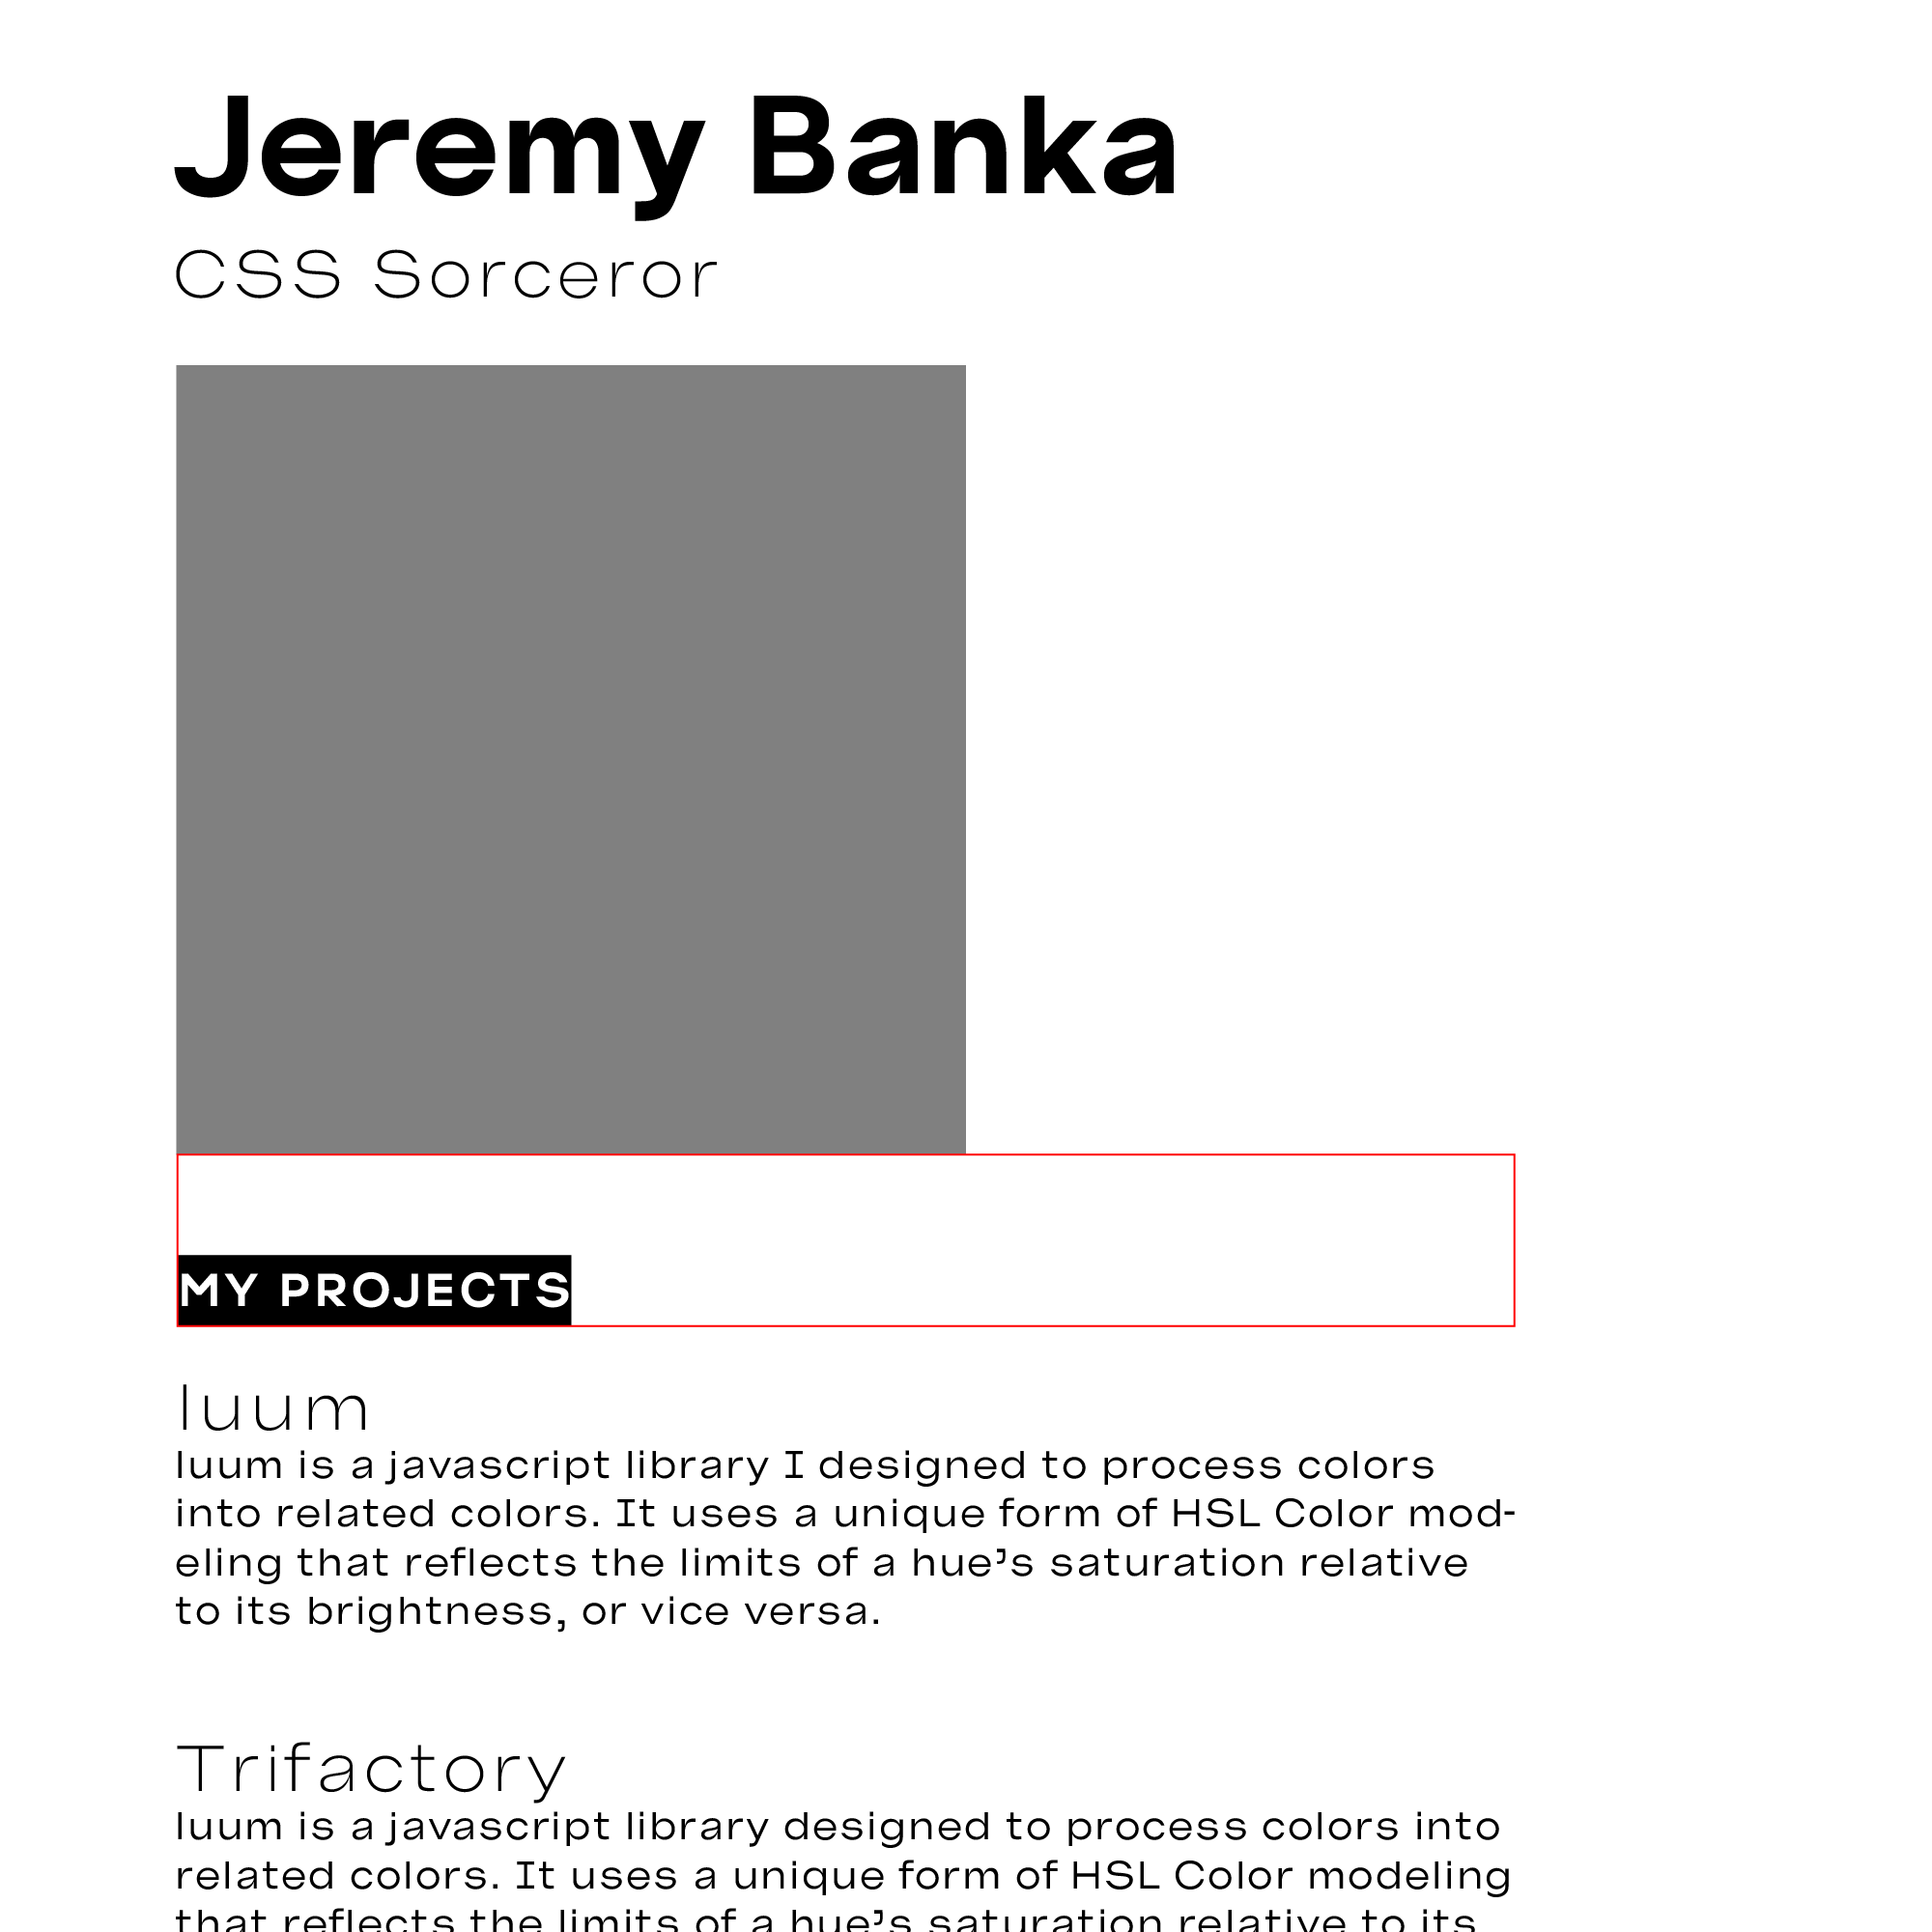 Jeremy Banka
CSS Sorceror
MY PROJECTS
luum
luum is a javascript library I designed to process colors
into related colors. It uses a unique form of HSL Color mod-
eling that reflects the limits of a hue’s saturation relative
to its brightness, or vice versa.
Trifactory
luum is a javascript library designed to process colors into
related colors. It uses a unique form of HSL Color modeling
that reflects the limits of a hue’s saturation relative to its